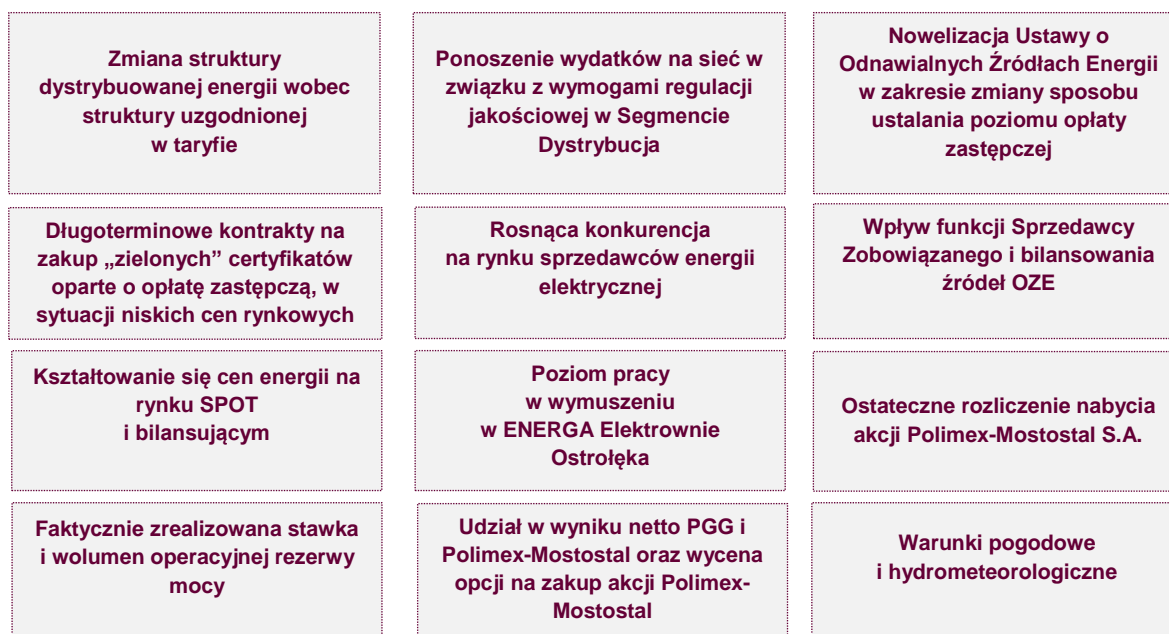 Zmiana struktury
dystrybuowanej energii wobec
struktury uzgodnionej
w taryfie
Ponoszenie wydatków na sieć w
związku z wymogami regulacji
jakościowej w Segmencie
Dystrybucja
Nowelizacja Ustawy o
Odnawialnych Źródłach Energii
w zakresie zmiany sposobu
ustalania poziomu opłaty
zastępczej
Długoterminowe kontrakty na
zakup „zielonych” certyfikatów
oparte o opłatę zastępczą, w
sytuacji niskich cen rynkowych
Rosnąca konkurencja
na rynku sprzedawców energii
elektrycznej
Wpływ funkcji Sprzedawcy
Zobowiązanego i bilansowania
źródeł OZE
Kształtowanie się cen energii na
rynku SPOT
i bilansującym
Poziom pracy
w wymuszeniu
w ENERGA Elektrownie
Ostrołęka
Ostateczne rozliczenie nabycia
akcji Polimex-Mostostal S.A.
Faktycznie zrealizowana stawka
i wolumen operacyjnej rezerwy
mocy
Udział w wyniku netto PGG i
Polimex-Mostostal oraz wycena
opcji na zakup akcji Polimex-
Mostostal
Warunki pogodowe
i hydrometeorologiczne